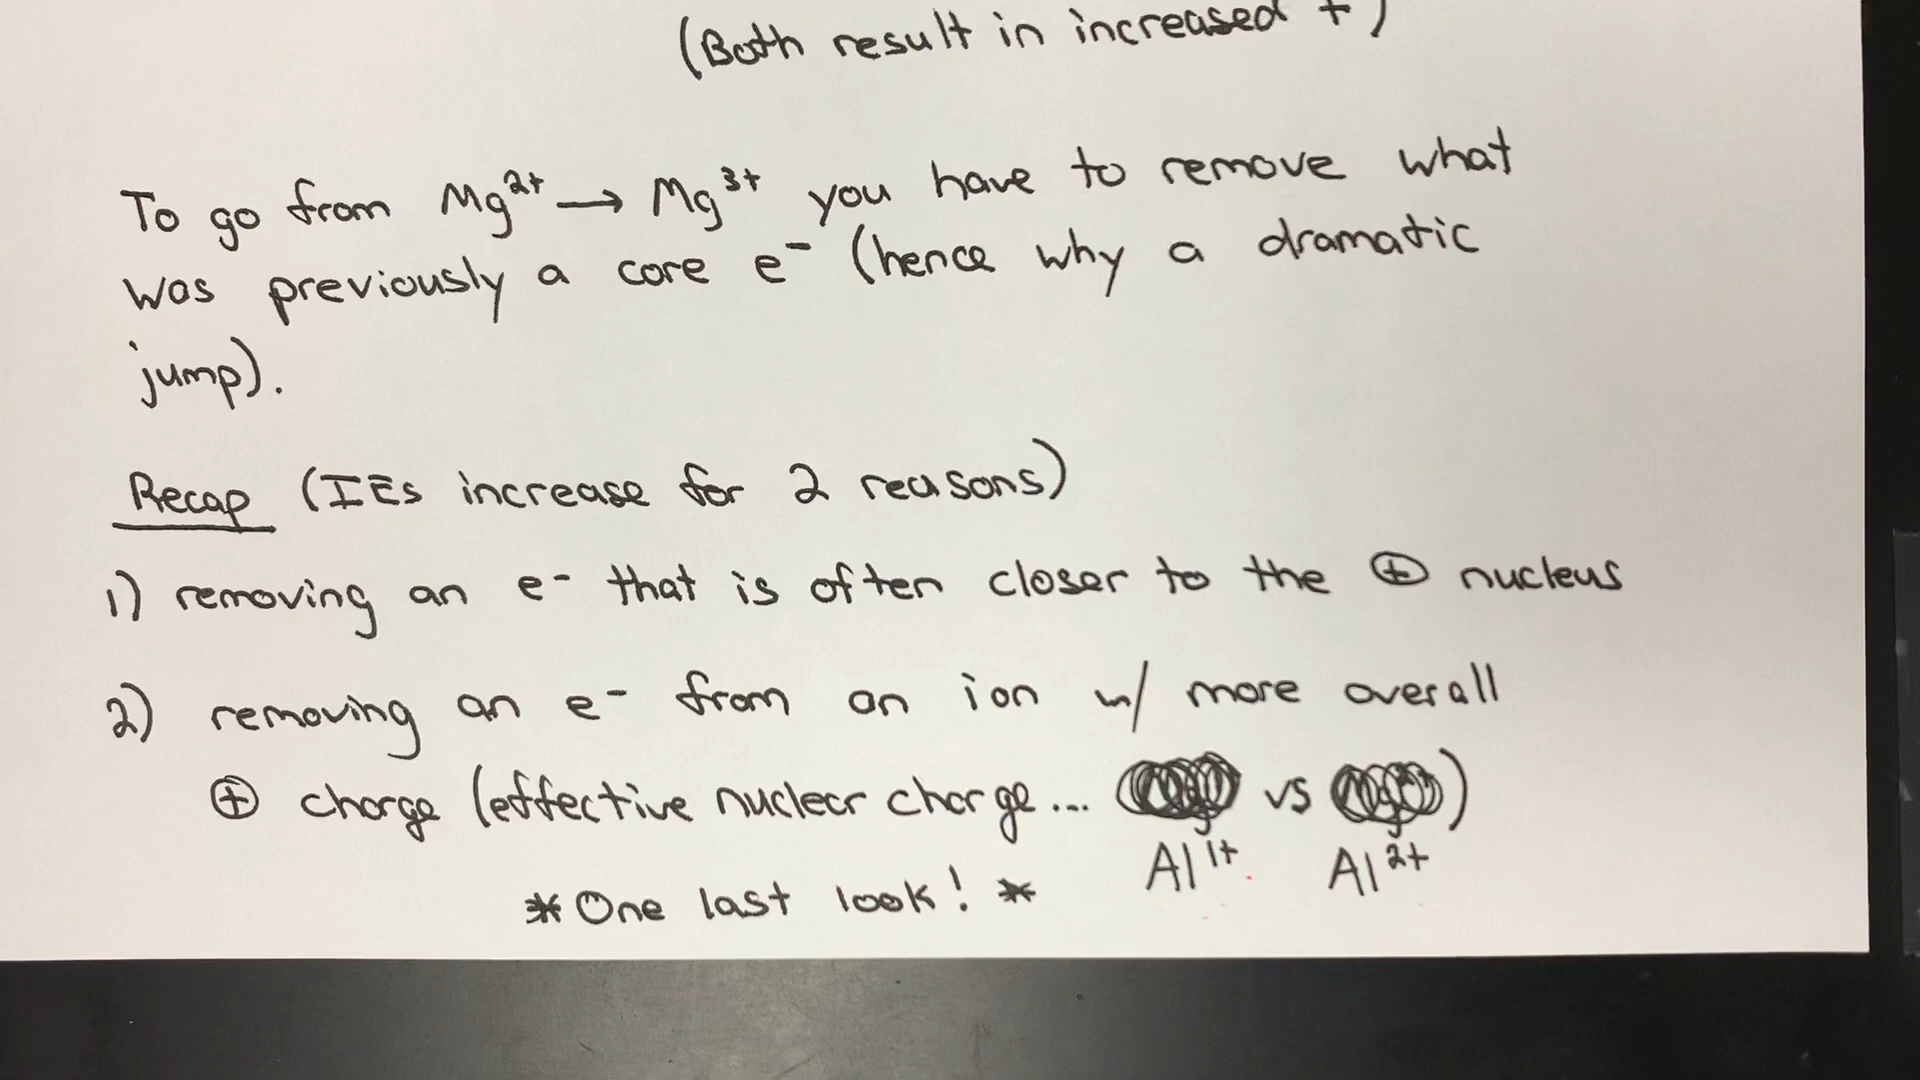 (Both result in increased +)
To go from Mg²⁺ → Mg³⁺ you have to remove what
was previously a core e⁻ (hence why a dramatic
jump).
Recap (IEs increase for 2 reasons)
1) removing an e⁻ that is often closer to the ⊕ nucleus
2) removing an e⁻ from an ion w/ more overall
⊕ charge (effective nuclear charge... vs )
Al¹⁺ Al²⁺
* One last look! *